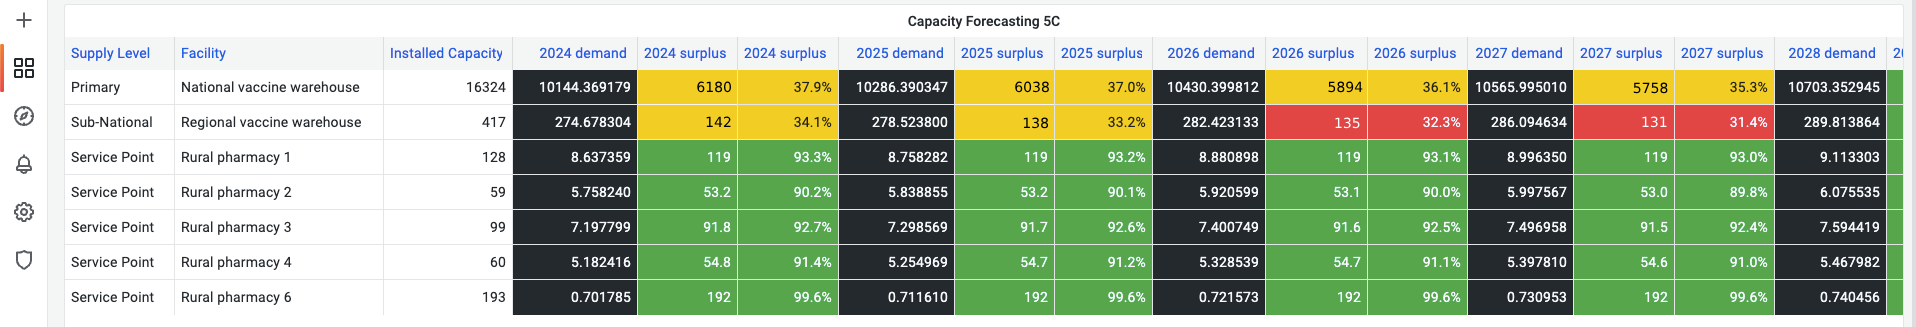 Capacity Forecasting 5C
Supply Level Facility Installed Capacity 2024 demand 2024 surplus 2024 surplus 2025 demand 2025 surplus 2025 surplus 2026 demand 2026 surplus 2026 surplus 2027 demand 2027 surplus 2027 surplus 2028 demand
Primary National vaccine warehouse 16324 10144.369179 6180 37.9% 10286.390347 6038 37.0% 10430.399812 5894 36.1% 10565.995010 5758 35.3% 10703.352945
Sub-National Regional vaccine warehouse 417 274.678304 142 34.1% 278.523800 138 33.2% 282.423133 135 32.3% 286.094634 131 31.4% 289.813864
Service Point Rural pharmacy 1 128 8.637359 119 93.3% 8.758282 119 93.2% 8.880898 119 93.1% 8.996350 119 93.0% 9.113303
Service Point Rural pharmacy 2 59 5.758240 53.2 90.2% 5.838855 53.2 90.1% 5.920599 53.1 90.0% 5.997567 53.0 89.8% 6.075535
Service Point Rural pharmacy 3 99 7.197799 91.8 92.7% 7.298569 91.7 92.6% 7.400749 91.6 92.5% 7.496958 91.5 92.4% 7.594419
Service Point Rural pharmacy 4 60 5.182416 54.8 91.4% 5.254969 54.7 91.2% 5.328539 54.7 91.1% 5.397810 54.6 91.0% 5.467982
Service Point Rural pharmacy 6 193 0.701785 192 99.6% 0.711610 192 99.6% 0.721573 192 99.6% 0.730953 192 99.6% 0.740456